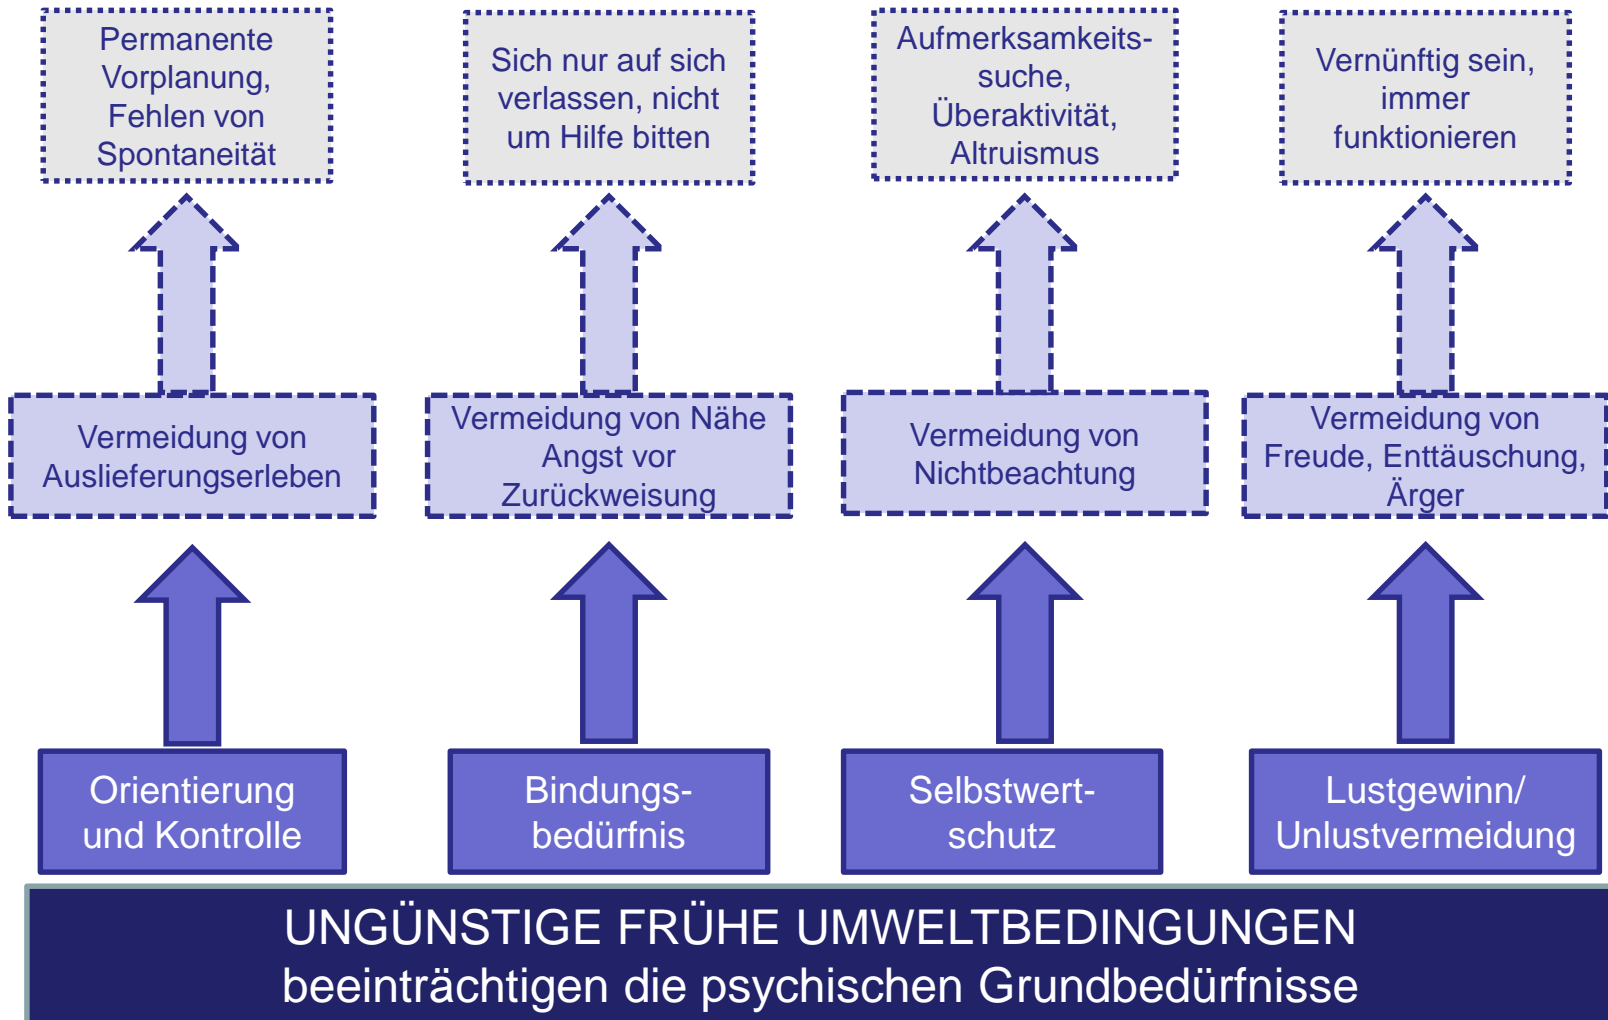 Permanente
Vorplanung,
Fehlen von
Spontaneität
Sich nur auf sich
verlassen, nicht
um Hilfe bitten
Aufmerksamkeits-
suche,
Überaktivität,
Altruismus
Vernünftig sein,
immer
funktionieren
Vermeidung von
Auslieferungserleben
Vermeidung von Nähe
Angst vor
Zurückweisung
Vermeidung von
Nichtbeachtung
Vermeidung von
Freude, Enttäuschung,
Ärger
Orientierung
und Kontrolle
Bindungs-
bedürfnis
Selbstwert-
schutz
Lustgewinn/
Unlustvermeidung
UNGÜNSTIGE FRÜHE UMWELTBEDINGUNGEN
beeinträchtigen die psychischen Grundbedürfnisse